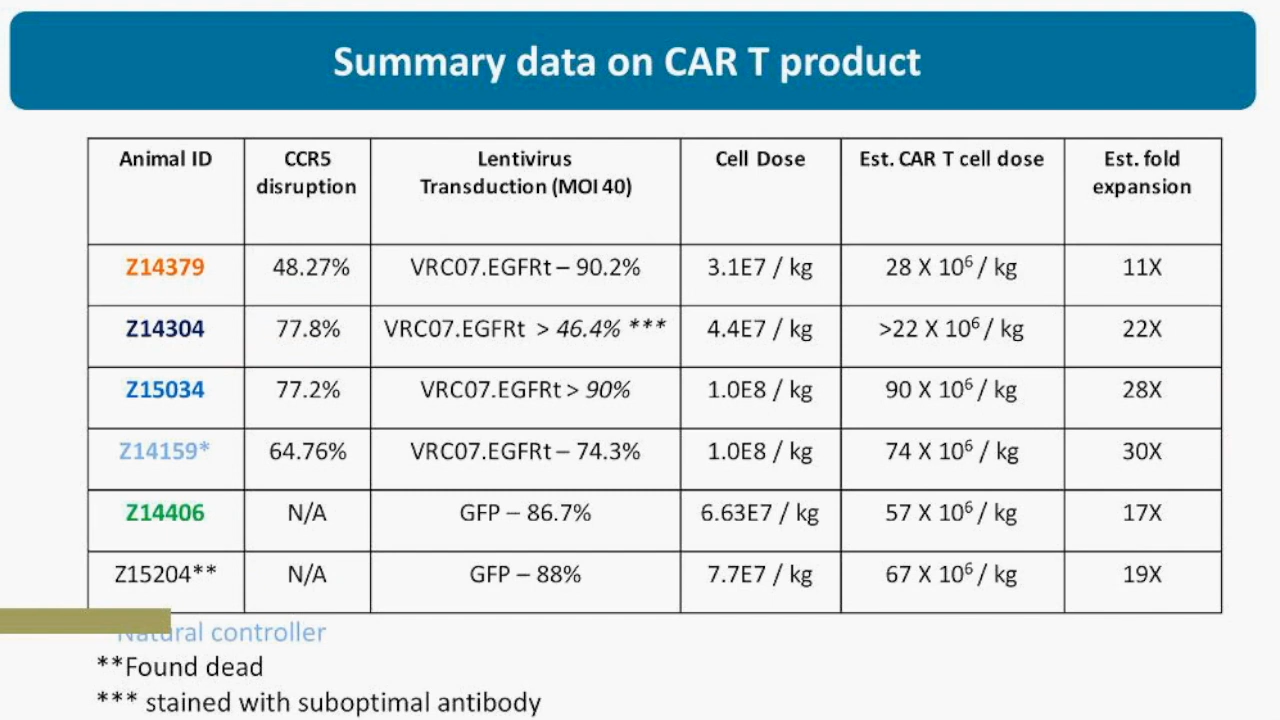 Summary data on CAR T product
Animal ID CCR5 disruption Lentivirus Transduction (MOI 40) Cell Dose Est. CAR T cell dose Est. fold expansion
Z14379 48.27% VRC07.EGFRt – 90.2% 3.1E7 / kg 28 X 10⁶ / kg 11X
Z14304 77.8% VRC07.EGFRt > 46.4% *** 4.4E7 / kg >22 X 10⁶ / kg 22X
Z15034 77.2% VRC07.EGFRt > 90% 1.0E8 / kg 90 X 10⁶ / kg 28X
Z14159* 64.76% VRC07.EGFRt – 74.3% 1.0E8 / kg 74 X 10⁶ / kg 30X
Z14406 N/A GFP – 86.7% 6.63E7 / kg 57 X 10⁶ / kg 17X
Z15204** N/A GFP – 88% 7.7E7 / kg 67 X 10⁶ / kg 19X
Natural controller
**Found dead
*** stained with suboptimal antibody